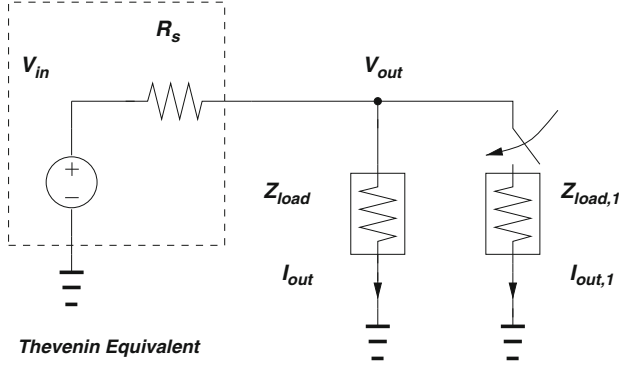 R_s
V_in
V_out
+
−
Z_load
Z_load,1
I_out
I_out,1
Thevenin Equivalent